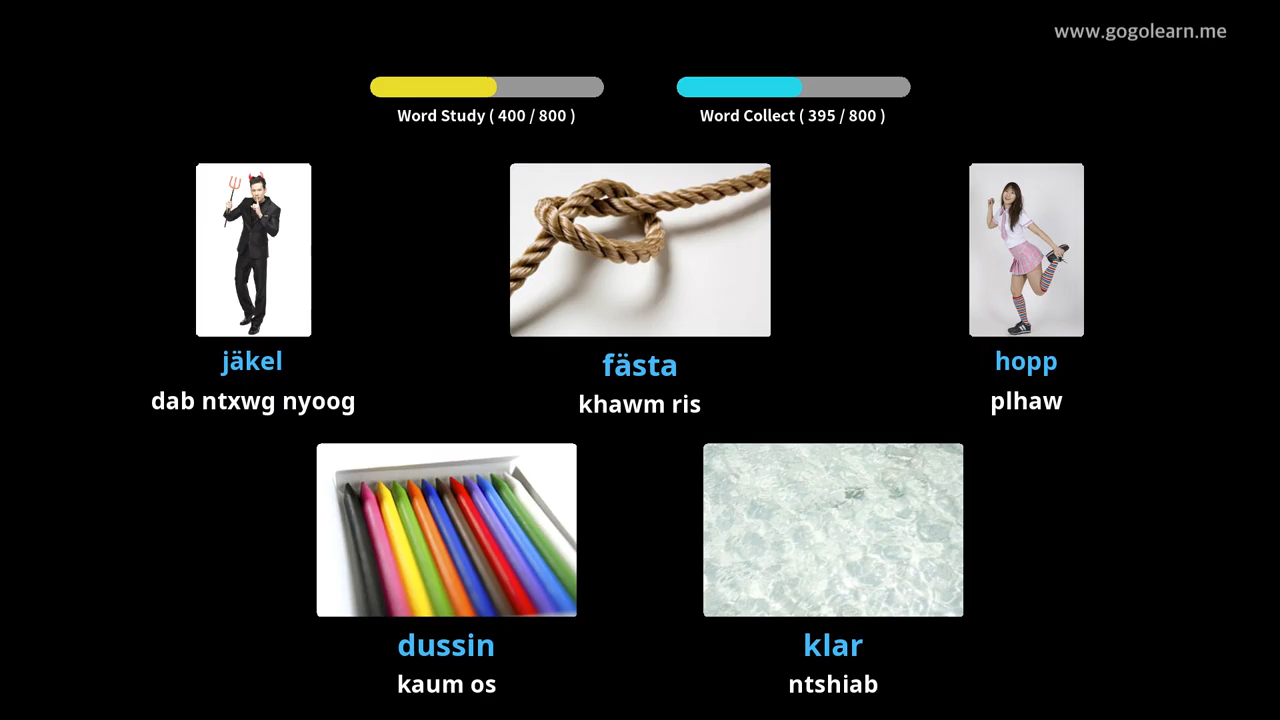 www.gogolearn.me
Word Study ( 400 / 800 )
Word Collect ( 395 / 800 )
jäkel
dab ntxwg nyoog
fästa
khawm ris
hopp
plhaw
dussin
kaum os
klar
ntshiab